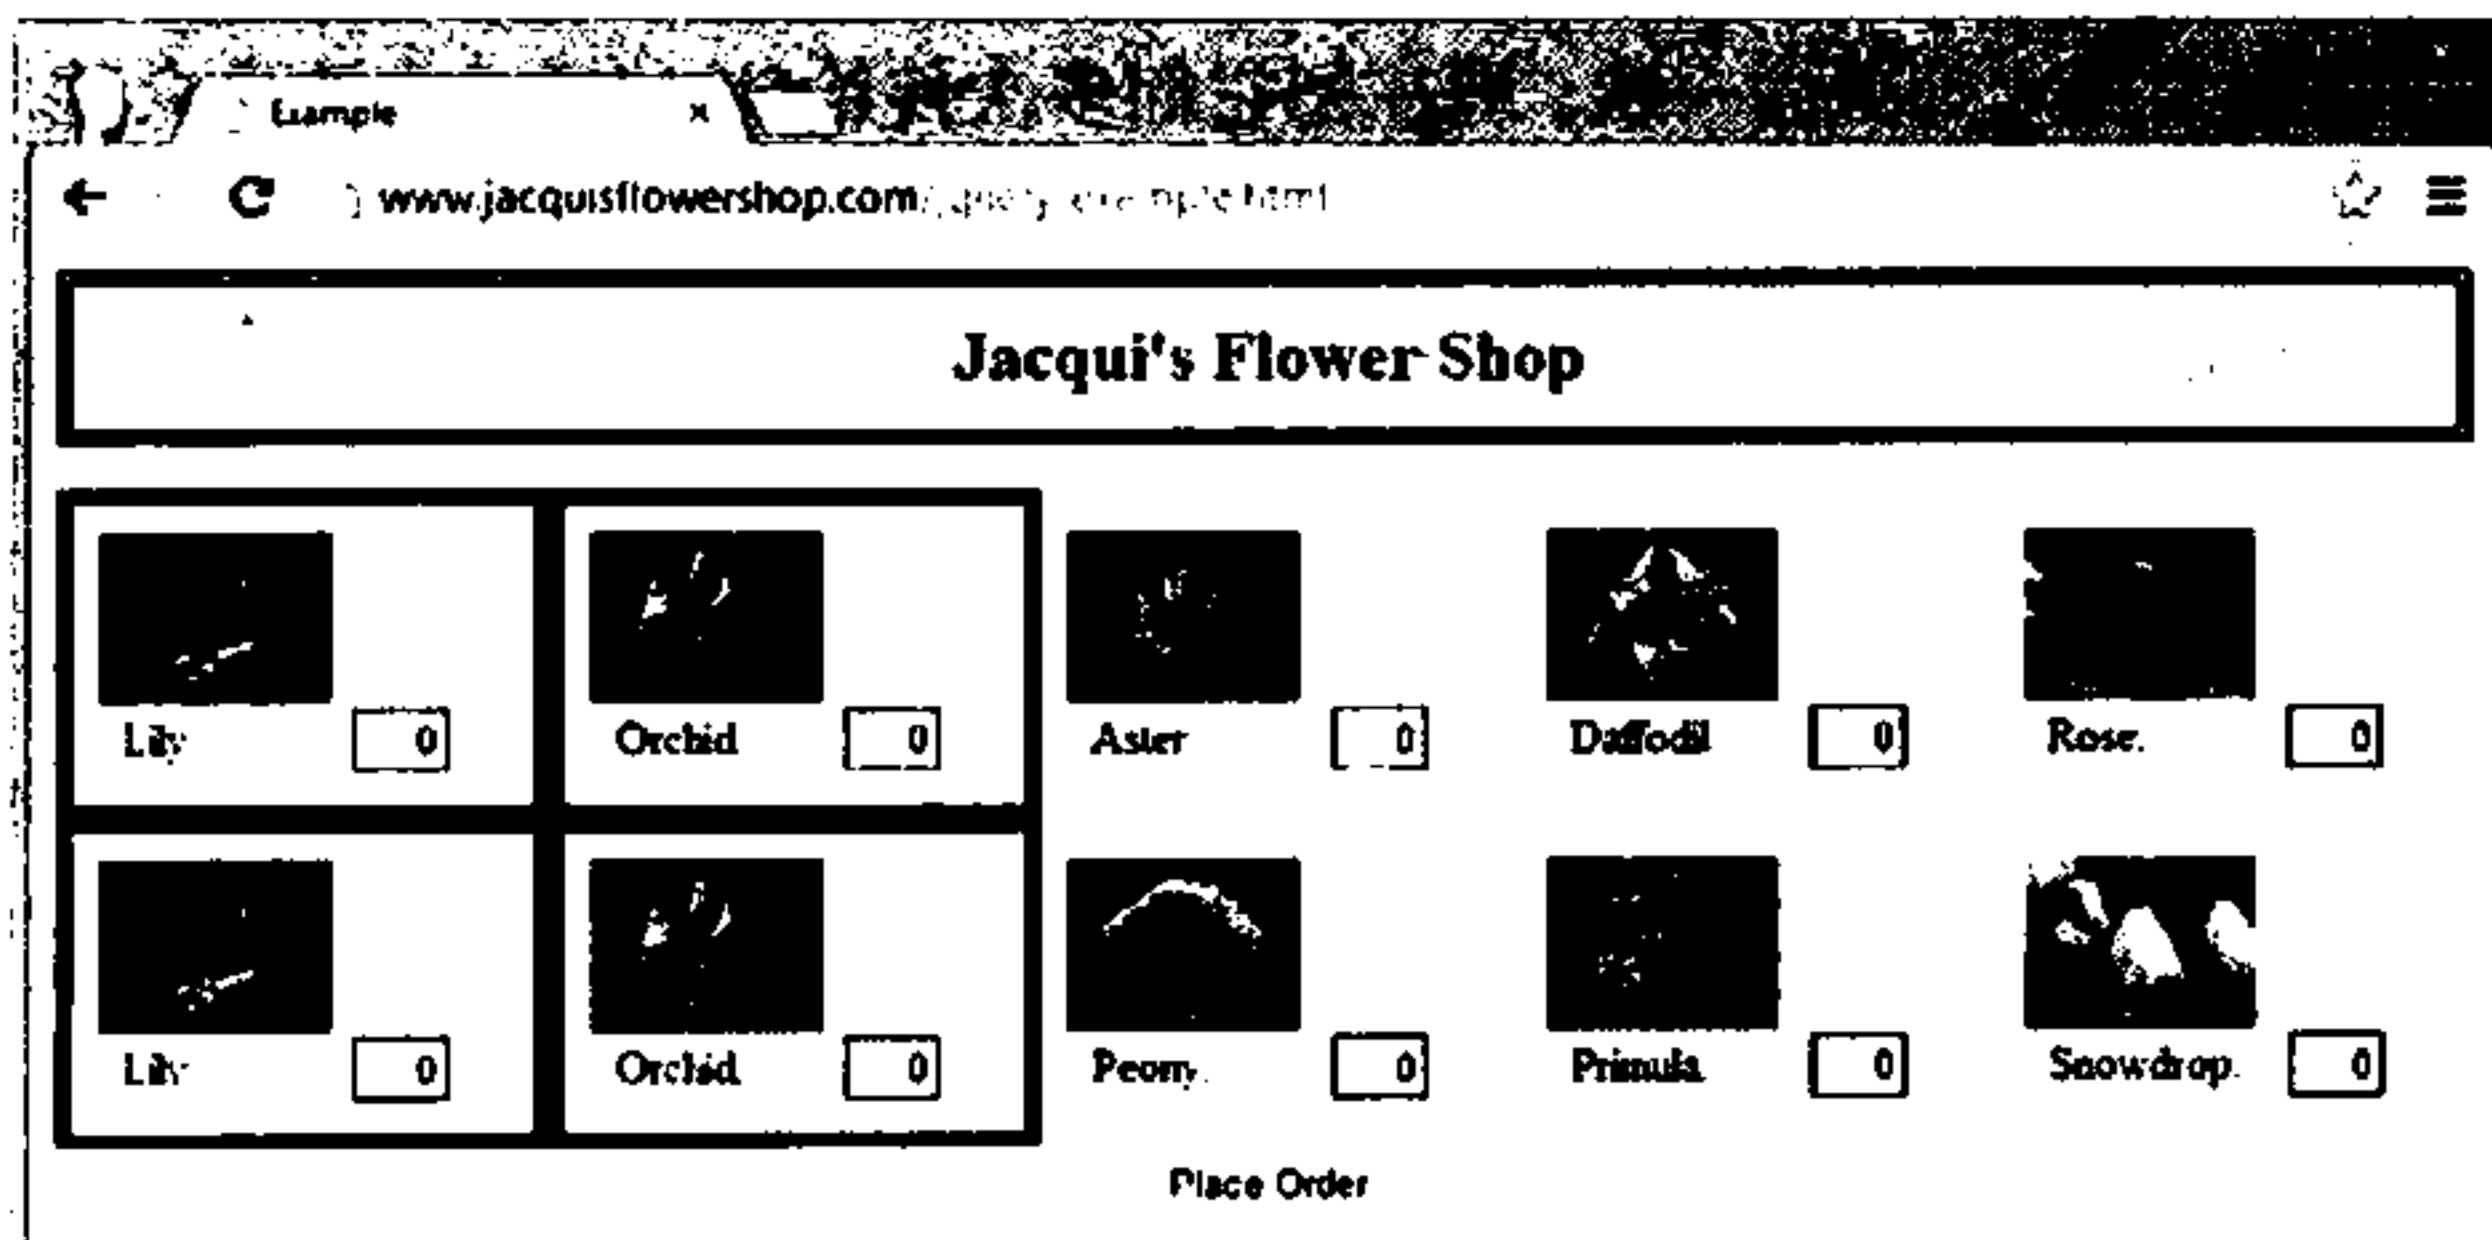 Example ×
www.jacquisflowershop.com
Jacqui's Flower Shop
Lily 0 Orchid 0 Aster 0 Daffodil 0 Rose 0
Lily 0 Orchid 0 Peony 0 Primula 0 Snowdrop 0
Place Order